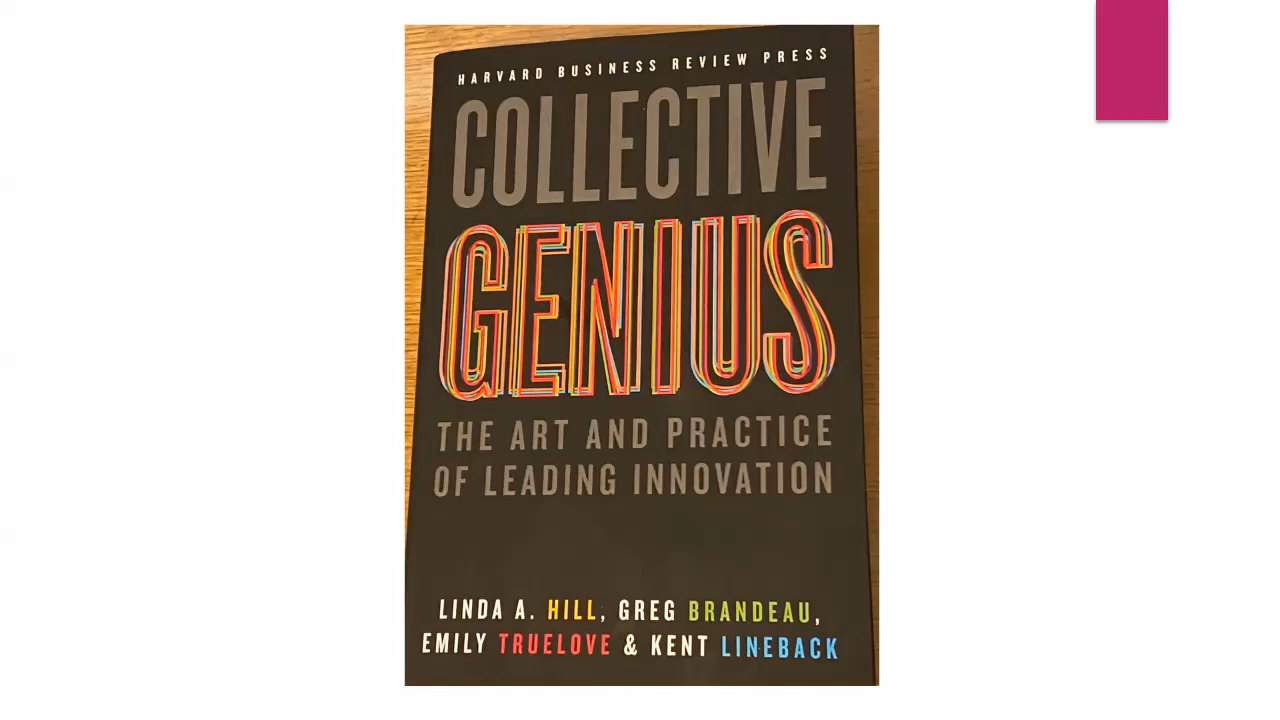 HARVARD BUSINESS REVIEW PRESS
COLLECTIVE
GENIUS
THE ART AND PRACTICE
OF LEADING INNOVATION
LINDA A. HILL, GREG BRANDEAU,
EMILY TRUELOVE & KENT LINEBACK